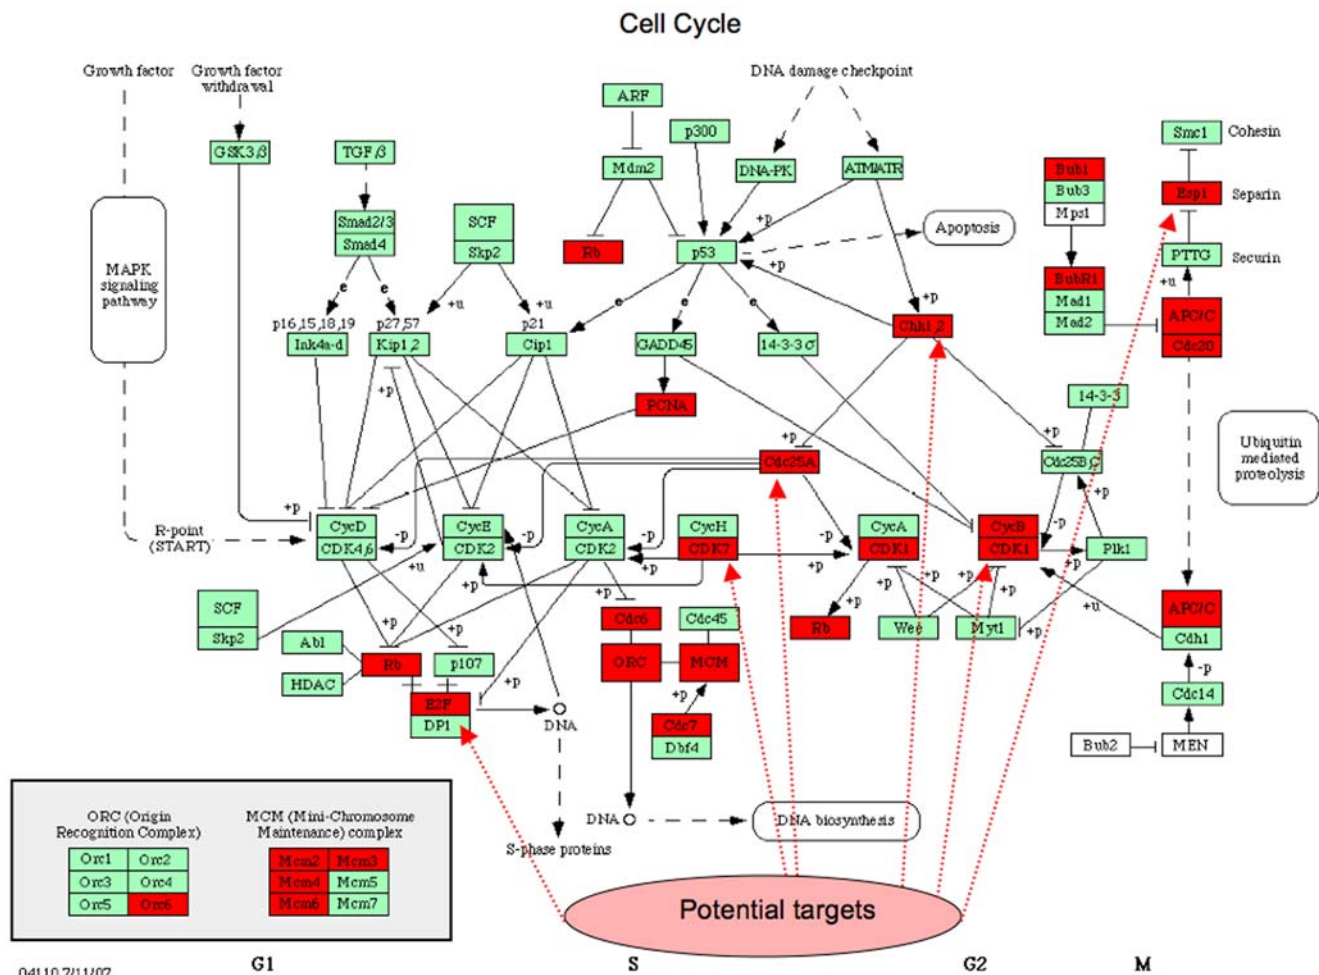 Cell Cycle
Growth factor
Growth factor
withdrawal
DNA damage checkpoint
ARF
p300
Smc1
Cohesin
GSK3β
TGFβ
Mdm2
DNA-PK
ATM/ATR
Bub1
Bub3
Mps1
Esp1
Separin
+p
SCF
Skp2
Smad2/3
Smad4
Rb
p53
Apoptosis
PTTG
Securin
MAPK
signaling
pathway
+p
+u
BubR1
Mad1
Mad2
APC/C
Cdc20
e
e
+u
+u
e
e
e
+p
p16,15,18,19
Ink4a-d
p27,57
Kip1,2
p21
Cip1
GADD45
14-3-3σ
Chk1,2
+p
PCNA
14-3-3
Ubiquitin
mediated
proteolysis
+p
+p
Cdc25A
Cdc25B,C
+p
+p
R-point
(START)
CycD
CDK4,6
-p
CycE
CDK2
-p
CycA
CDK2
-p
CycH
CDK7
-p
CycA
CDK1
CycB
CDK1
-p
Plk1
+u
+p
+p
+p
+p
+p
+u
SCF
Skp2
+p
+p
+p
Cdc6
Cdc45
+p
Rb
Wee
Myt1
+p
APC/C
Cdh1
Abl
HDAC
Rb
p107
+p
ORC
MCM
+p
-p
Cdc14
E2F
DP1
DNA
Cdc7
Dbf4
Bub2
MEN
ORC (Origin
Recognition Complex)
MCM (Mini-Chromosome
Maintenance) complex
Orc1
Orc2
Orc3
Orc4
Orc5
Orc6
Mcm2
Mcm3
Mcm4
Mcm5
Mcm6
Mcm7
DNA
DNA biosynthesis
S-phase proteins
Potential targets
04110 7/11/07
G1
S
G2
M